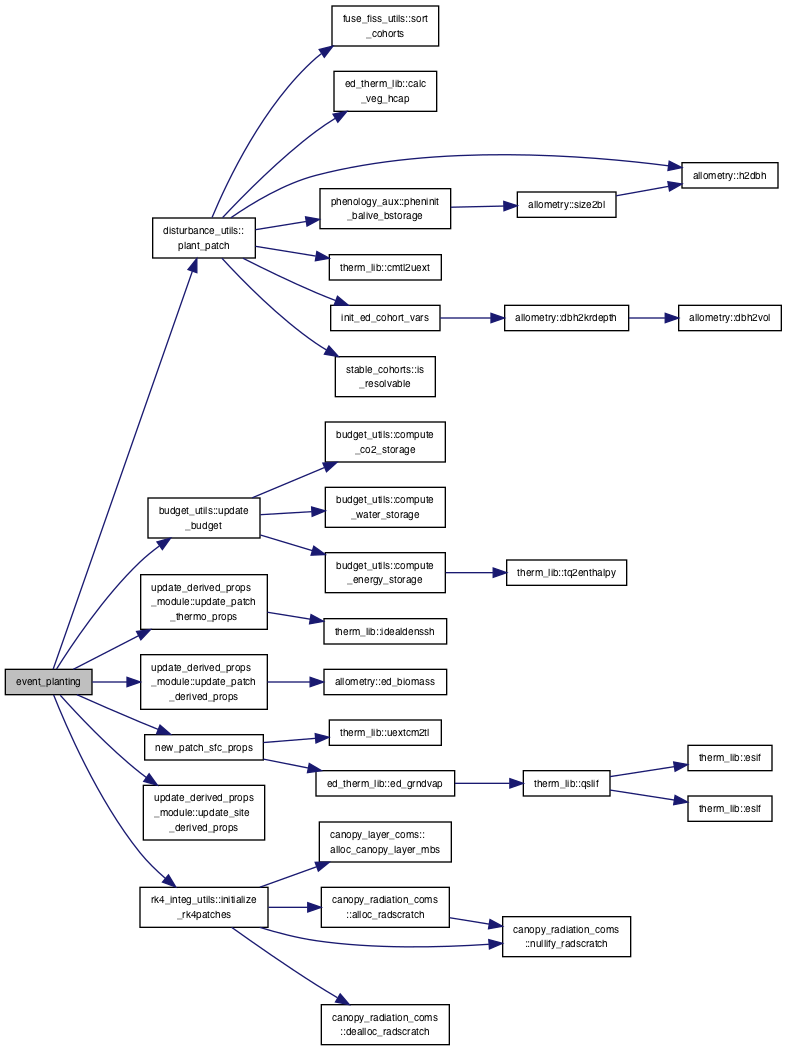 fuse_fiss_utils::sort
_cohorts
ed_therm_lib::calc
_veg_hcap
allometry::h2dbh
phenology_aux::pheninit
_balive_bstorage
allometry::size2bl
disturbance_utils::
plant_patch
therm_lib::cmtl2uext
init_ed_cohort_vars
allometry::dbh2krdepth
allometry::dbh2vol
stable_cohorts::is
_resolvable
budget_utils::compute
_co2_storage
budget_utils::update
_budget
budget_utils::compute
_water_storage
budget_utils::compute
_energy_storage
therm_lib::tq2enthalpy
update_derived_props
_module::update_patch
_thermo_props
therm_lib::idealdenssh
event_planting
update_derived_props
_module::update_patch
_derived_props
allometry::ed_biomass
new_patch_sfc_props
therm_lib::uextcm2tl
ed_therm_lib::ed_grndvap
therm_lib::qslif
therm_lib::esif
therm_lib::eslf
update_derived_props
_module::update_site
_derived_props
canopy_layer_coms::
alloc_canopy_layer_mbs
rk4_integ_utils::initialize
_rk4patches
canopy_radiation_coms
::alloc_radscratch
canopy_radiation_coms
::nullify_radscratch
canopy_radiation_coms
::dealloc_radscratch